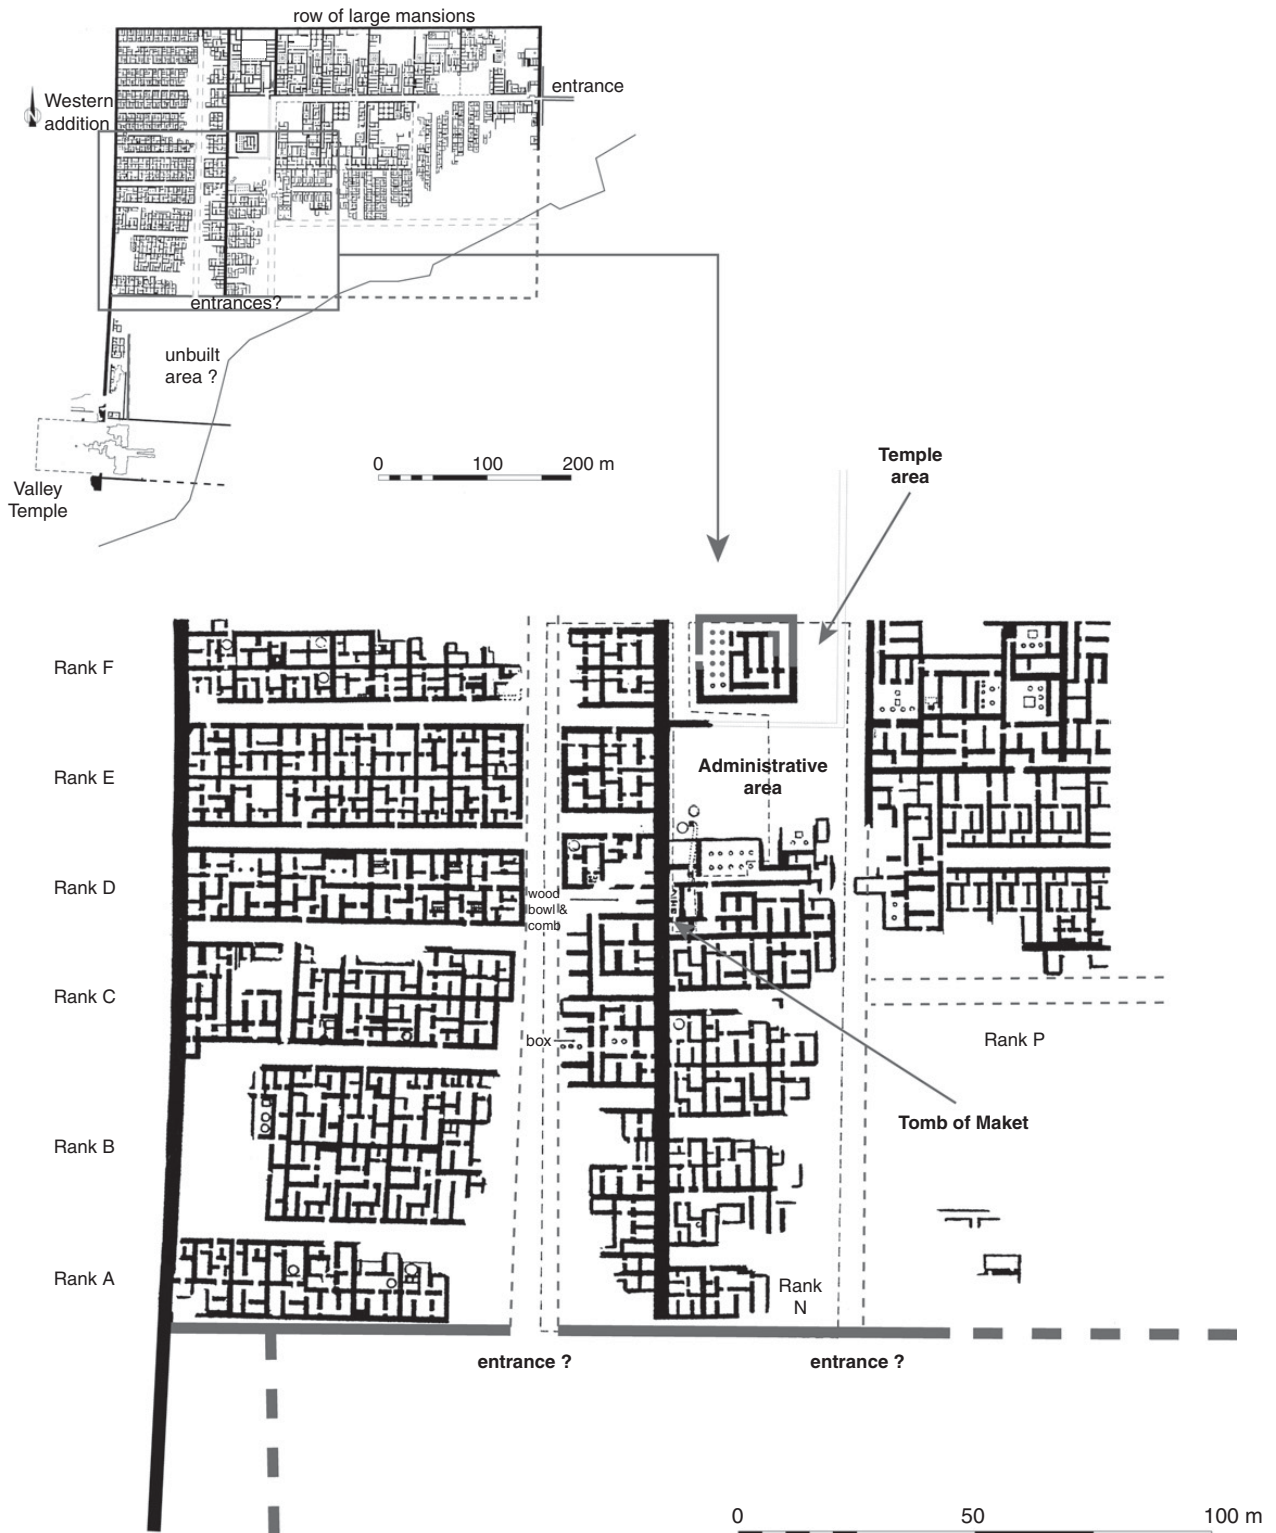 row of large mansions
entrance
N
Western
addition
entrances?
unbuilt
area ?
0 100 200 m
Valley
Temple
Temple
area
Rank F
Rank E
Administrative
area
Rank D
wood
bowl &
comb
Rank C
box
Rank P
Tomb of Maket
Rank B
Rank A
Rank
N
entrance ?
entrance ?
0 50 100 m